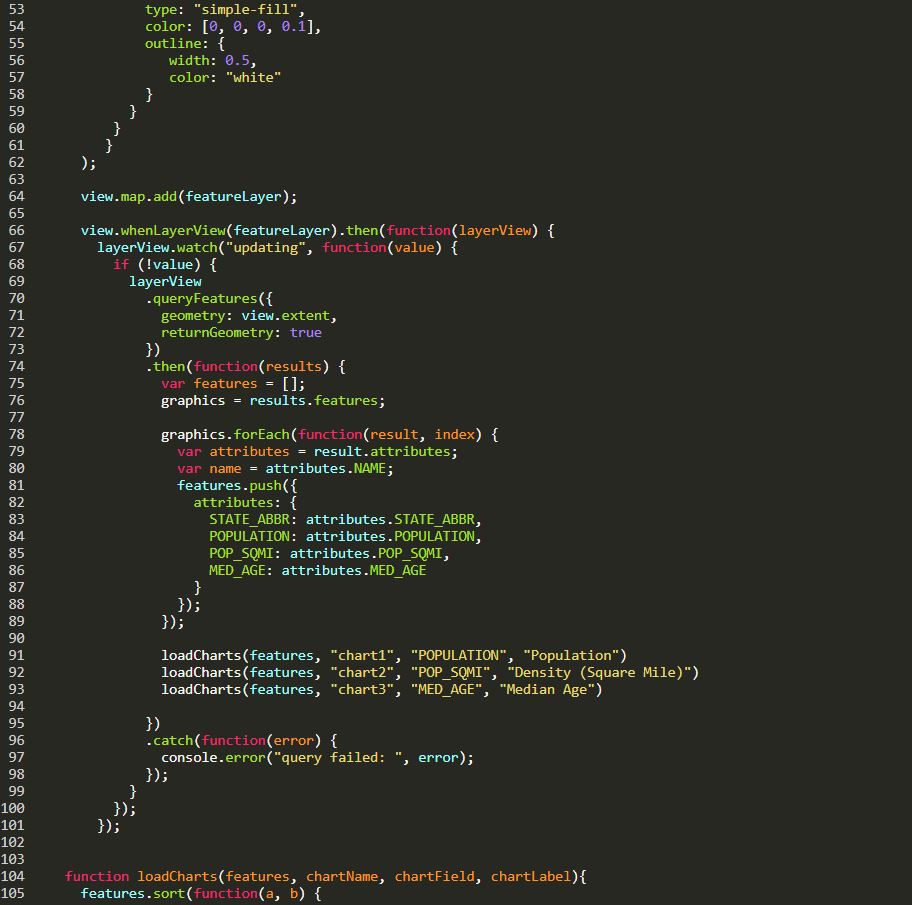 53 type: "simple-fill",
54 color: [0, 0, 0, 0.1],
55 outline: {
56 width: 0.5,
57 color: "white"
58 }
59 }
60 }
61 }
62 );
63
64 view.map.add(featureLayer);
65
66 view.whenLayerView(featureLayer).then(function(layerView) {
67 layerView.watch("updating", function(value) {
68 if (!value) {
69 layerView
70 .queryFeatures({
71 geometry: view.extent,
72 returnGeometry: true
73 })
74 .then(function(results) {
75 var features = [];
76 graphics = results.features;
77
78 graphics.forEach(function(result, index) {
79 var attributes = result.attributes;
80 var name = attributes.NAME;
81 features.push({
82 attributes: {
83 STATE_ABBR: attributes.STATE_ABBR,
84 POPULATION: attributes.POPULATION,
85 POP_SQMI: attributes.POP_SQMI,
86 MED_AGE: attributes.MED_AGE
87 }
88 });
89 });
90
91 loadCharts(features, "chart1", "POPULATION", "Population")
92 loadCharts(features, "chart2", "POP_SQMI", "Density (Square Mile)")
93 loadCharts(features, "chart3", "MED_AGE", "Median Age")
94
95 })
96 .catch(function(error) {
97 console.error("query failed: ", error);
98 });
99 }
100 });
101 });
102
103
104 function loadCharts(features, chartName, chartField, chartLabel){
105 features.sort(function(a, b) {